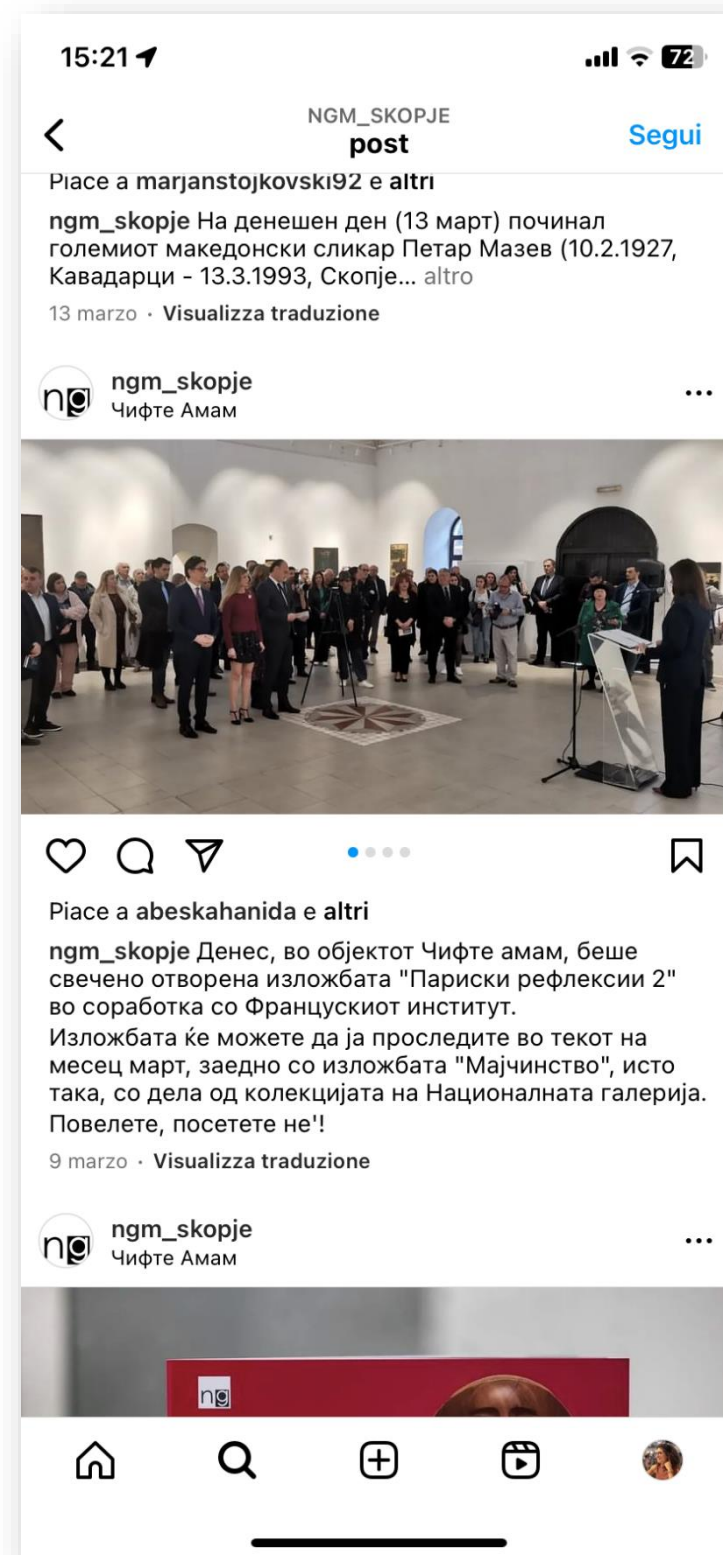 15:21
72
NGM_SKOPJE
post
Segui
Piace a marjanstojkovski92 e altri
ngm_skopje На денешен ден (13 март) починал
големиот македонски сликар Петар Мазев (10.2.1927,
Кавадарци - 13.3.1993, Скопје... altro
13 marzo · Visualizza traduzione
ng
ngm_skopje
Чифте Амам
Piace a abeskahanida e altri
ngm_skopje Денес, во објектот Чифте амам, беше
свечено отворена изложбата "Париски рефлексии 2"
во соработка со Францускиот институт.
Изложбата ќе можете да ја проследите во текот на
месец март, заедно со изложбата "Мајчинство", исто
така, со дела од колекцијата на Националната галерија.
Повелете, посетете не'!
9 marzo · Visualizza traduzione
ng
ngm_skopje
Чифте Амам
ng